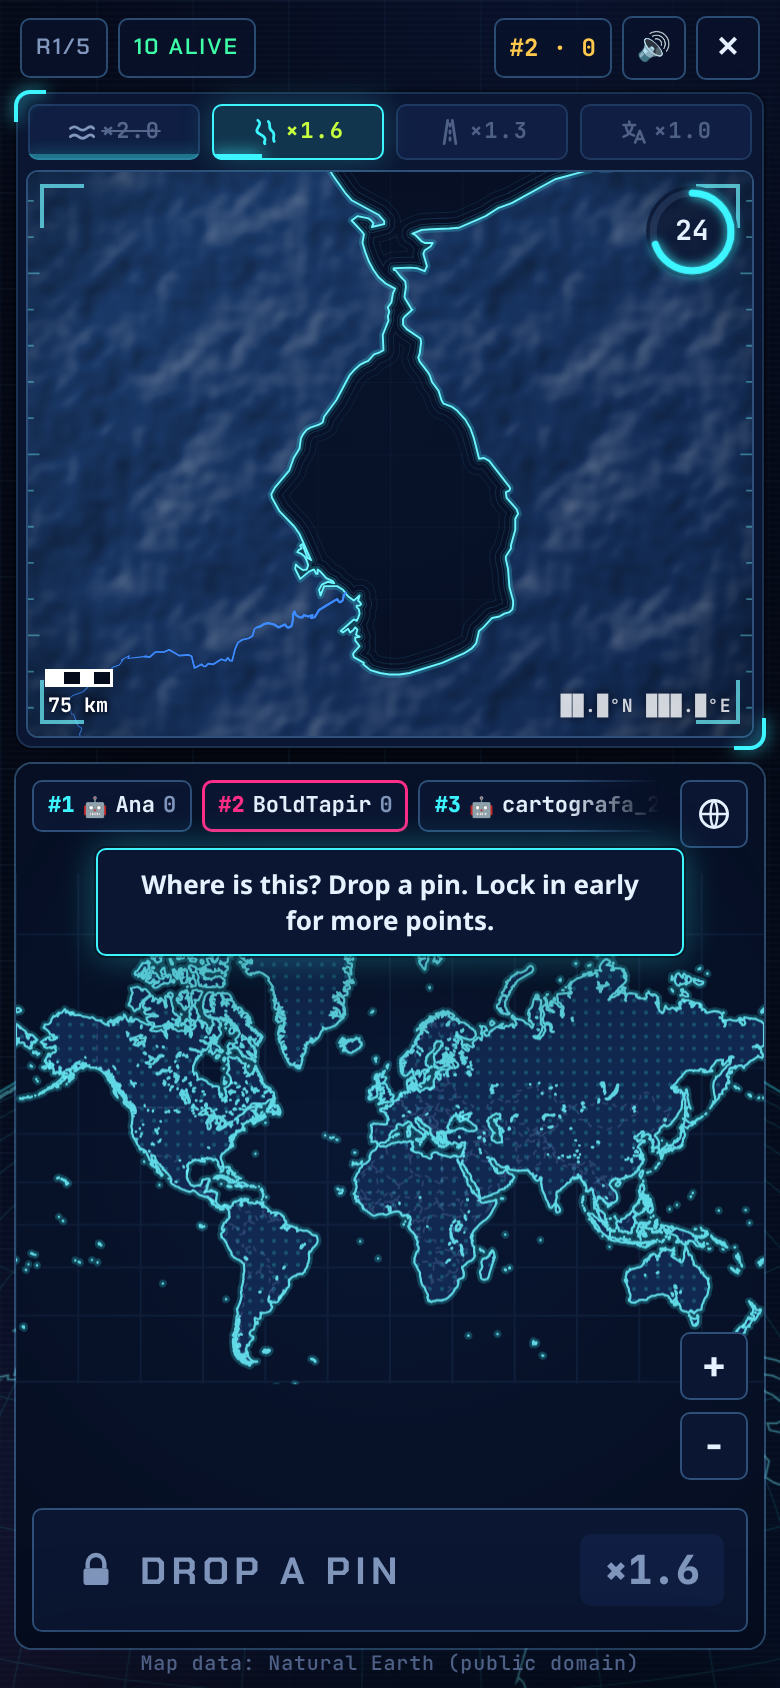 R1/5
10 ALIVE
#2 · 0
×2.0
×1.6
×1.3
×1.0
24
75 km
██.█°N ███.█°E
#1 Ana 0
#2 BoldTapir 0
#3 cartografa_2
Where is this? Drop a pin. Lock in early
for more points.
+
-
DROP A PIN
×1.6
Map data: Natural Earth (public domain)